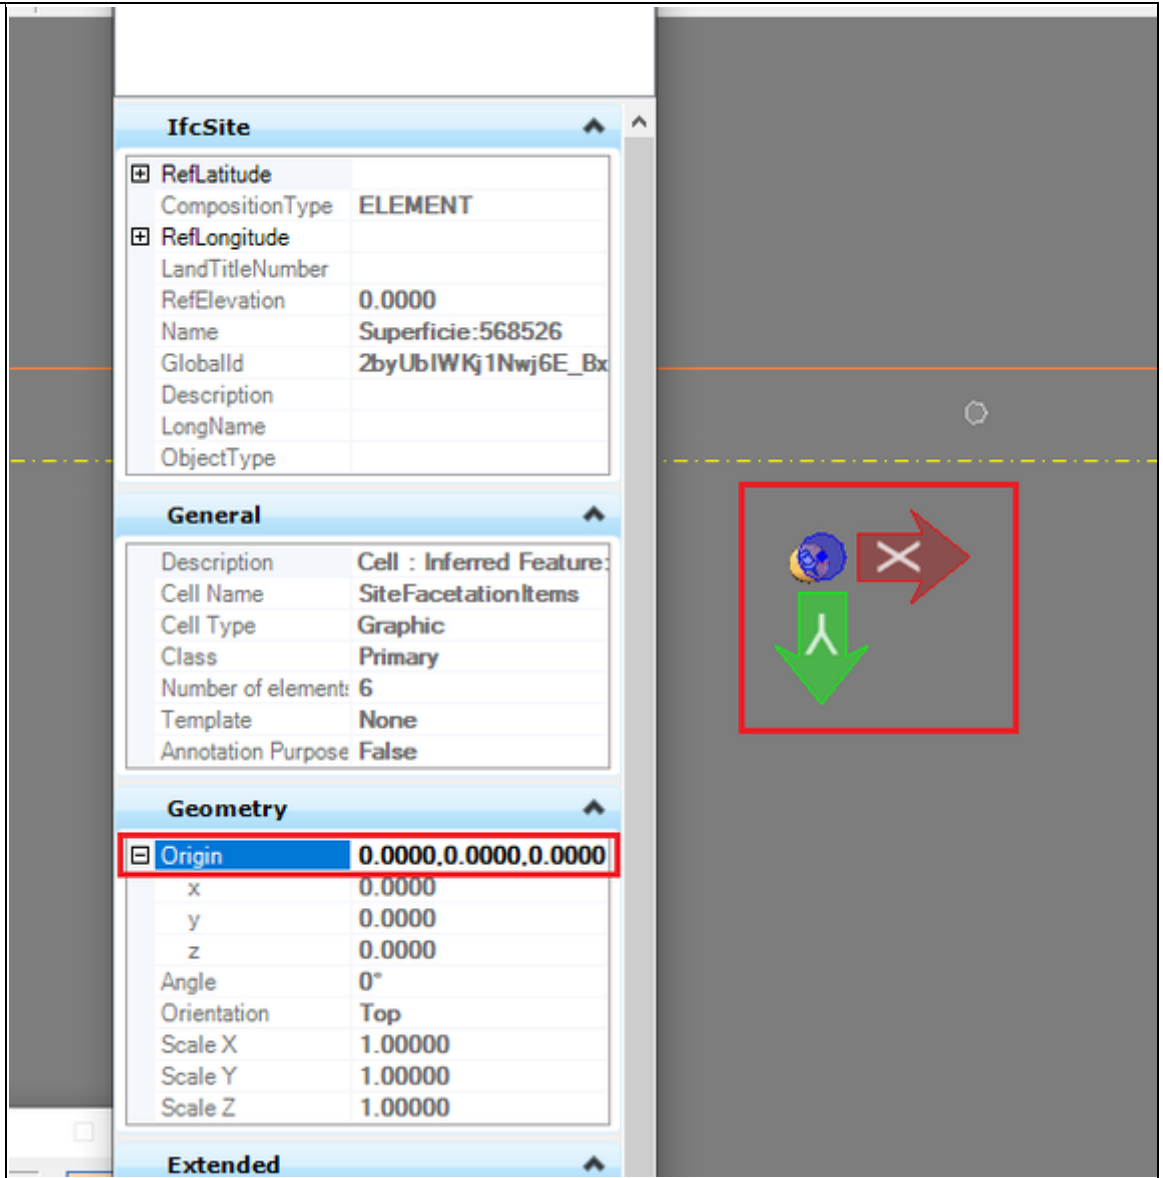 IfcSite
RefLatitude
CompositionType ELEMENT
RefLongitude
LandTitleNumber
RefElevation 0.0000
Name Superficie:568526
GlobalId 2byUbIWKj1Nwj6E_Bx
Description
LongName
ObjectType
General
Description Cell : Inferred Feature:
Cell Name SiteFacetationItems
Cell Type Graphic
Class Primary
Number of element: 6
Template None
Annotation Purpose False
X
Y
Geometry
Origin 0.0000,0.0000,0.0000
x 0.0000
y 0.0000
z 0.0000
Angle 0°
Orientation Top
Scale X 1.00000
Scale Y 1.00000
Scale Z 1.00000
Extended